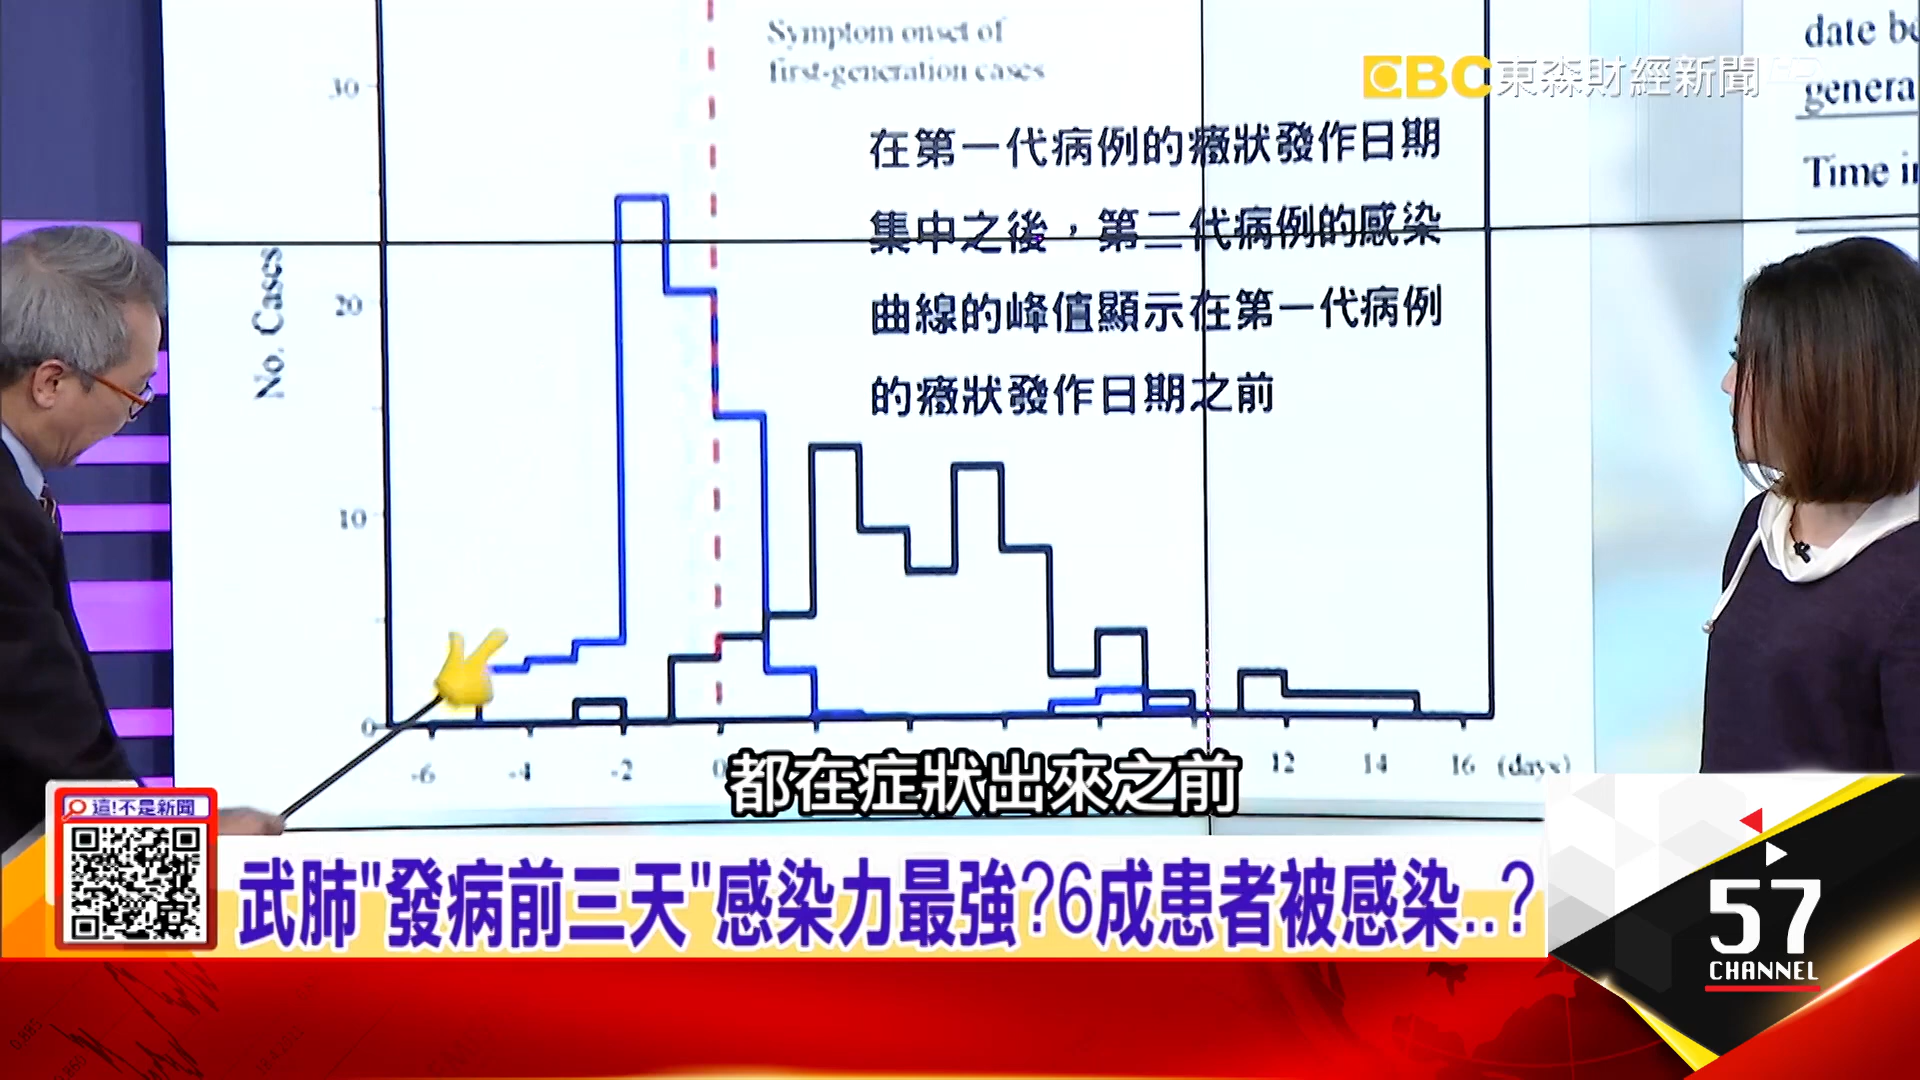 Symptom onset of
first-generation cases
date be
genera
Time in
EBC東森財經新聞
HD
在第一代病例的癥狀發作日期
集中之後，第二代病例的感染
曲線的峰值顯示在第一代病例
的癥狀發作日期之前
No. Cases
30
20
10
0
-6 -4 -2 0 12 14 16 (days)
都在症狀出來之前
這!不是新聞
武肺"發病前三天"感染力最強?6成患者被感染..?
57
CHANNEL